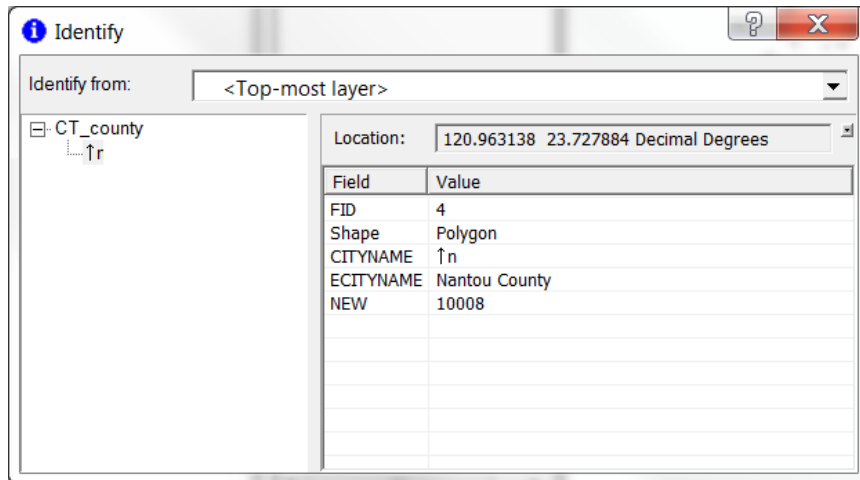 Identify
Identify from: <Top-most layer>
CT_county
↑r
Location: 120.963138 23.727884 Decimal Degrees
Field Value
FID 4
Shape Polygon
CITYNAME ↑n
ECITYNAME Nantou County
NEW 10008